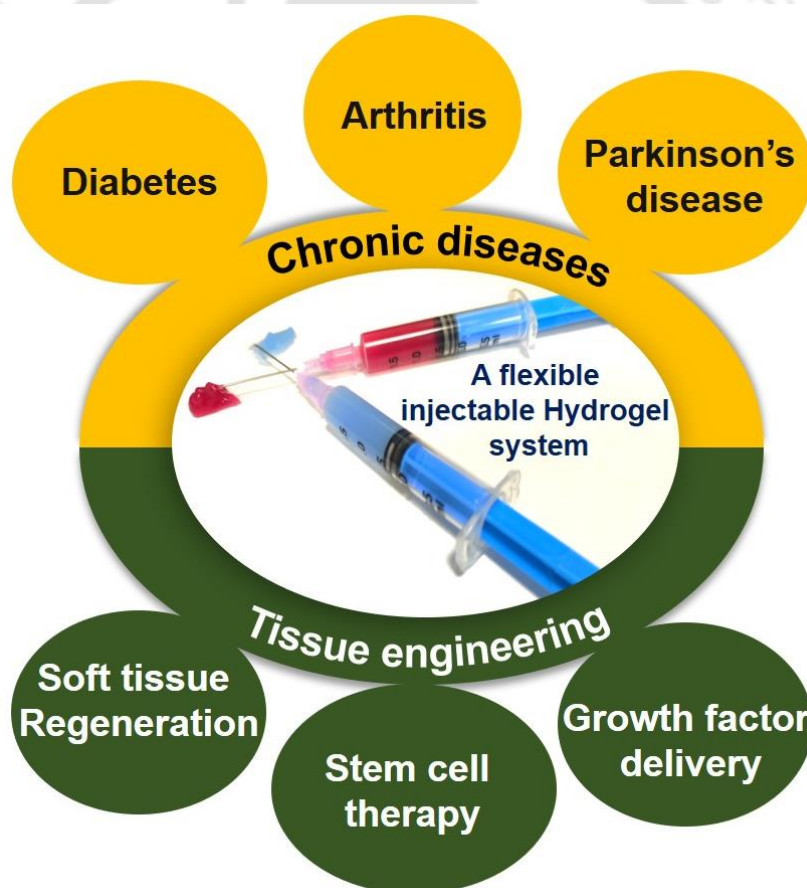 Diabetes
Arthritis
Parkinson's
disease
Chronic diseases
A flexible
injectable Hydrogel
system
Tissue engineering
Soft tissue
Regeneration
Stem cell
therapy
Growth factor
delivery